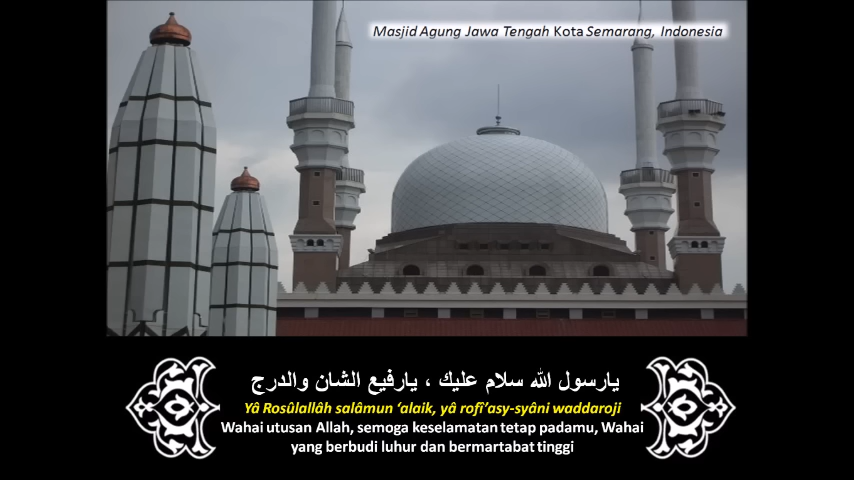 Masjid Agung Jawa Tengah Kota Semarang, Indonesia
يارسول الله سلام عليك ، يارفيع الشان والدرج
Yâ Rosûlallâh salâmun ‘alaik, yâ rofî’asy-syâni waddaroji
Wahai utusan Allah, semoga keselamatan tetap padamu, Wahai
yang berbudi luhur dan bermartabat tinggi